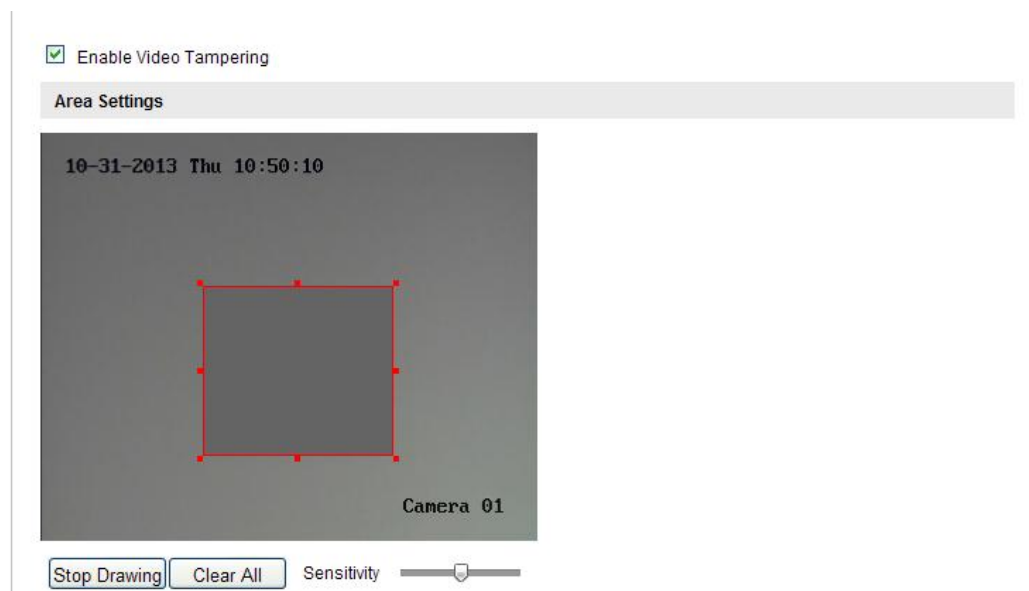 Enable Video Tampering
Area Settings
10-31-2013 Thu 10:50:10
Camera 01
Stop Drawing Clear All Sensitivity